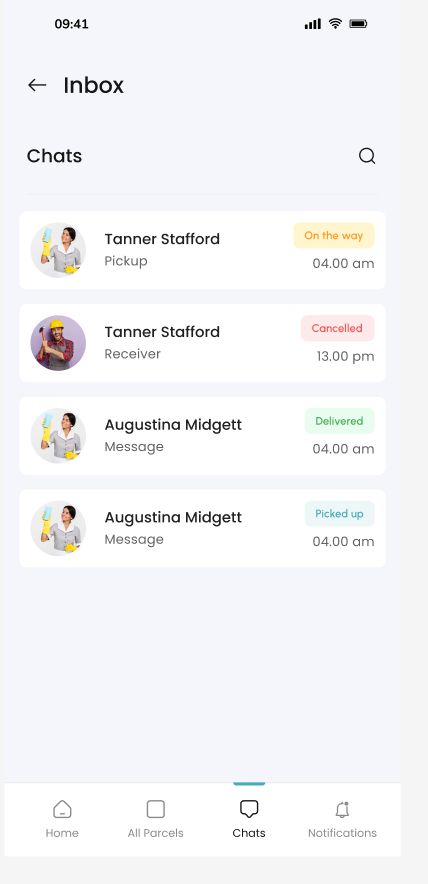 09:41
Inbox
Chats
Tanner Stafford
On the way
Pickup
04.00 am
Tanner Stafford
Cancelled
Receiver
13.00 pm
Augustina Midgett
Delivered
Message
04.00 am
Augustina Midgett
Picked up
Message
04.00 am
Home
All Parcels
Chats
Notifications